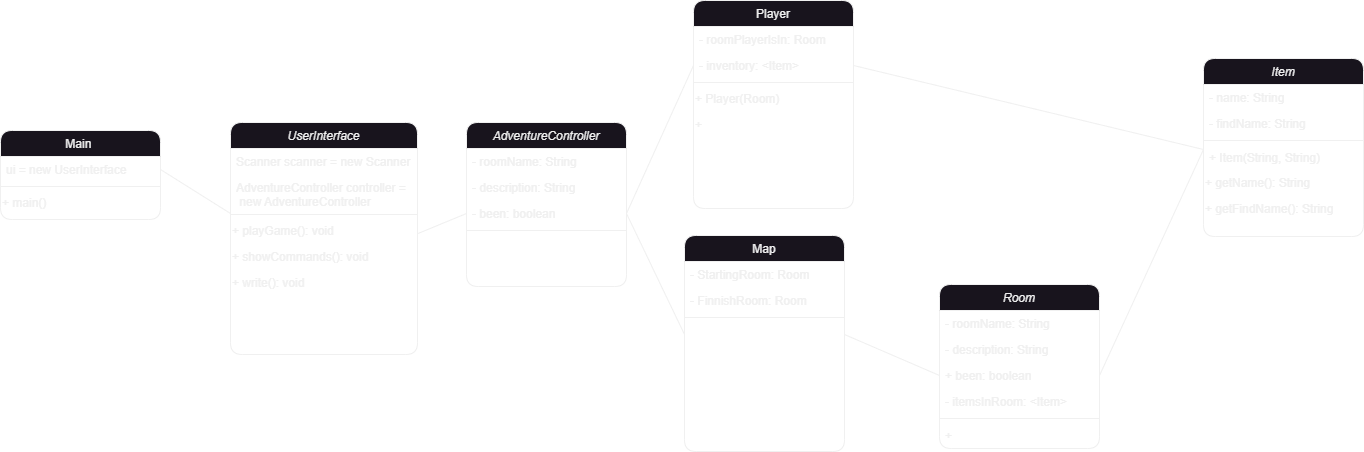 Main
ui = new UserInterface
+ main()
UserInterface
Scanner scanner = new Scanner
AdventureController controller =
new AdventureController
+ playGame(): void
+ showCommands(): void
+ write(): void
AdventureController
- roomName: String
- description: String
- been: boolean
Player
- roomPlayerIsIn: Room
- inventory: <Item>
+ Player(Room)
+
Map
- StartingRoom: Room
- FinnishRoom: Room
Room
- roomName: String
- description: String
+ been: boolean
- itemsInRoom: <Item>
+
Item
- name: String
- findName: String
+ Item(String, String)
+ getName(): String
+ getFindName(): String